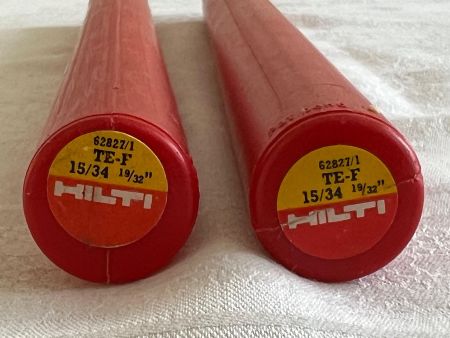 62827/1
TE-F
15/34 19/32"
HILTI
62827/1
TE-F
15/34 19/32"
HILTI